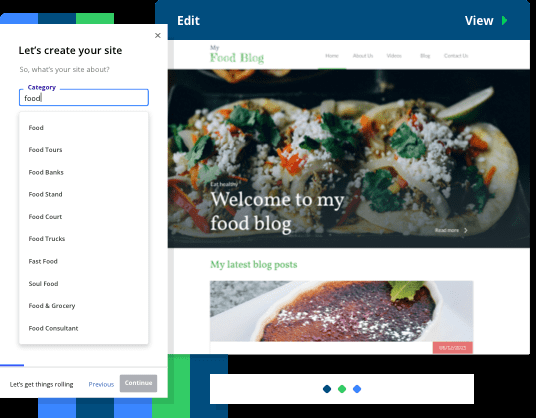 Edit
View
Let's create your site
So, what's your site about?
Category
food
Food
Food Tours
Food Banks
Food Stand
Food Court
Food Trucks
Fast Food
Soul Food
Food & Grocery
Food Consultant
Let's get things rolling
Previous
Continue
My
Food Blog
Home
About Us
Videos
Blog
Contact Us
Eat healthy
Welcome to my
food blog
Read more
My latest blog posts